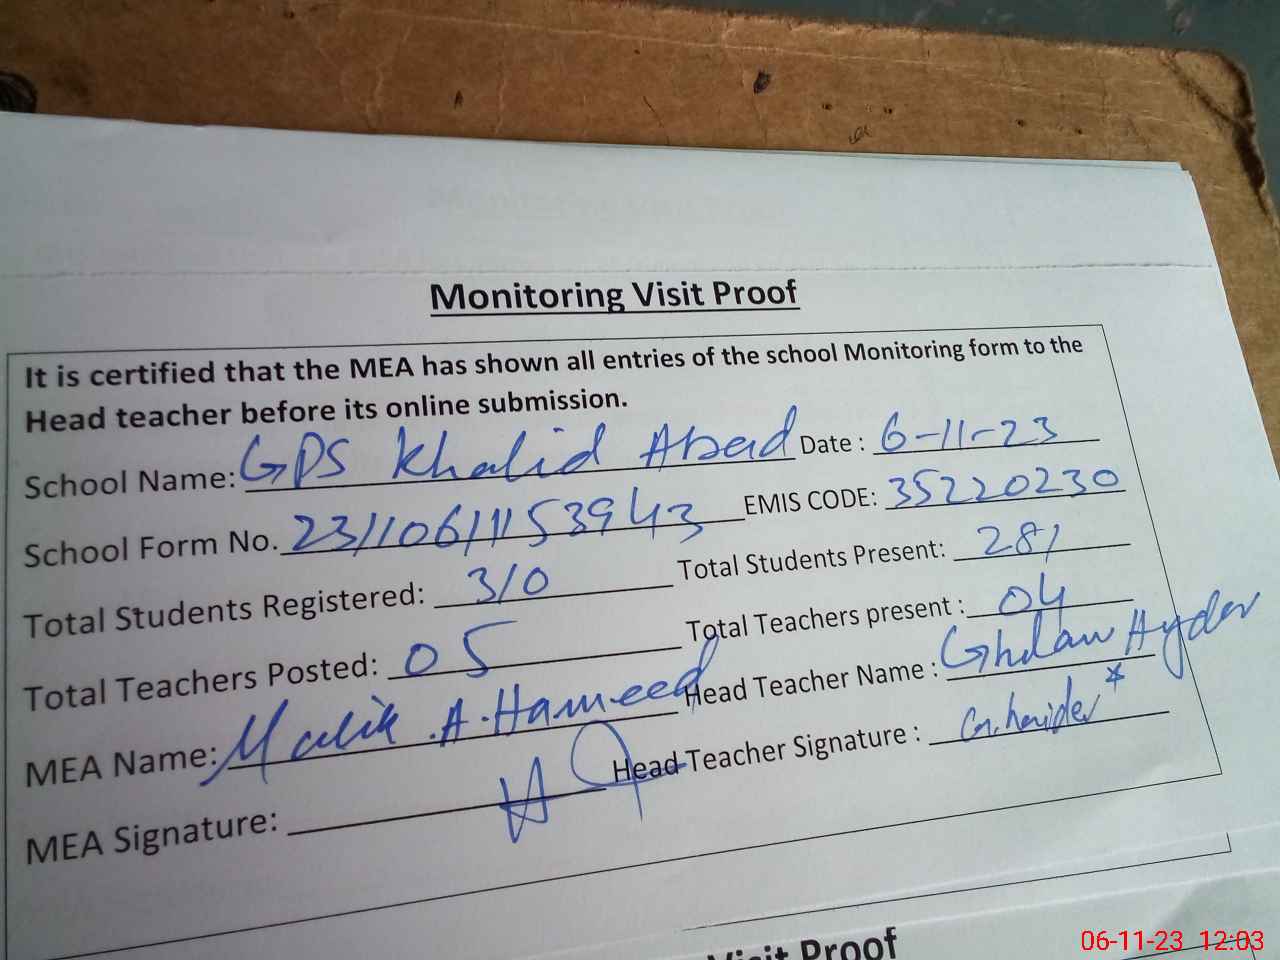 Monitoring Visit Proof
It is certified that the MEA has shown all entries of the school Monitoring form to the
Head teacher before its online submission.
School Name: GPS Khalid Abad Date : 6-11-23
School Form No. 23110611153943 EMIS CODE: 35220230
Total Students Registered: 310 Total Students Present: 281
Total Teachers Posted: 05 Total Teachers present : 04
MEA Name: Malik .A.Hameed Head Teacher Name : Ghulam Hyder
MEA Signature: Head Teacher Signature : G.haider
Visit Proof
06-11-23 12:03